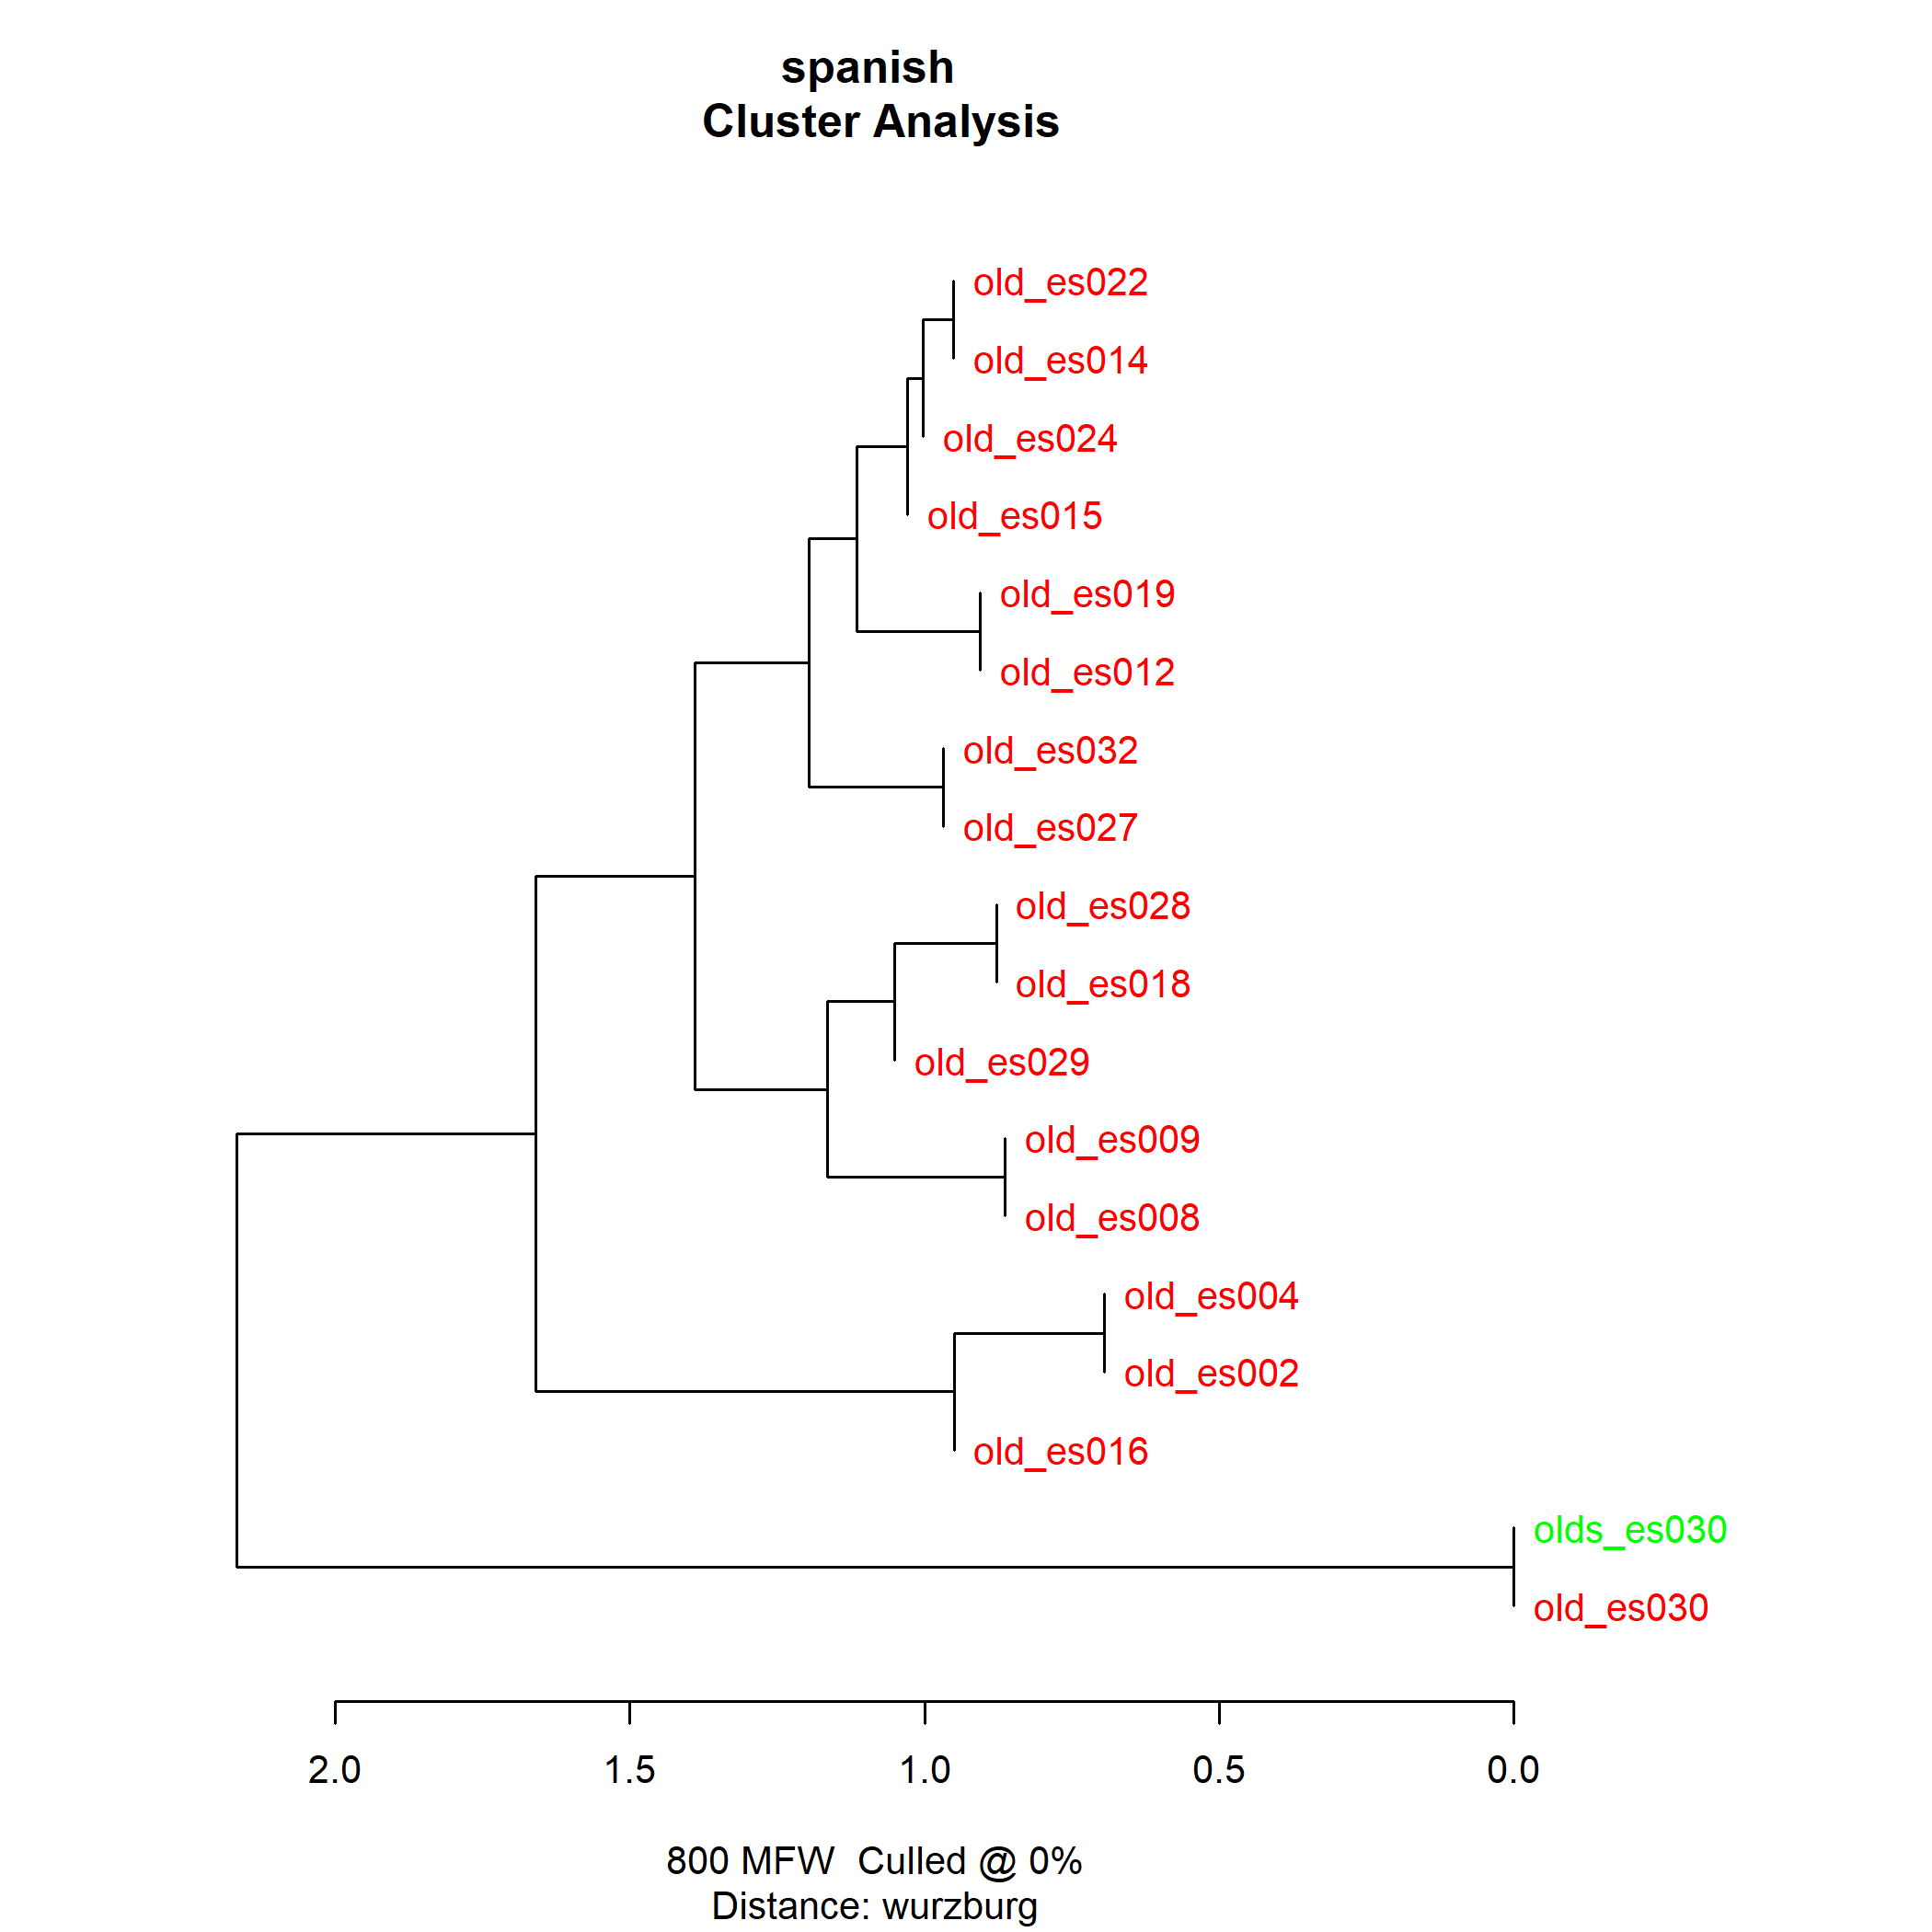 spanish
Cluster Analysis
old_es022
old_es014
old_es024
old_es015
old_es019
old_es012
old_es032
old_es027
old_es028
old_es018
old_es029
old_es009
old_es008
old_es004
old_es002
old_es016
olds_es030
old_es030
2.0 1.5 1.0 0.5 0.0
800 MFW  Culled @ 0%
Distance: wurzburg